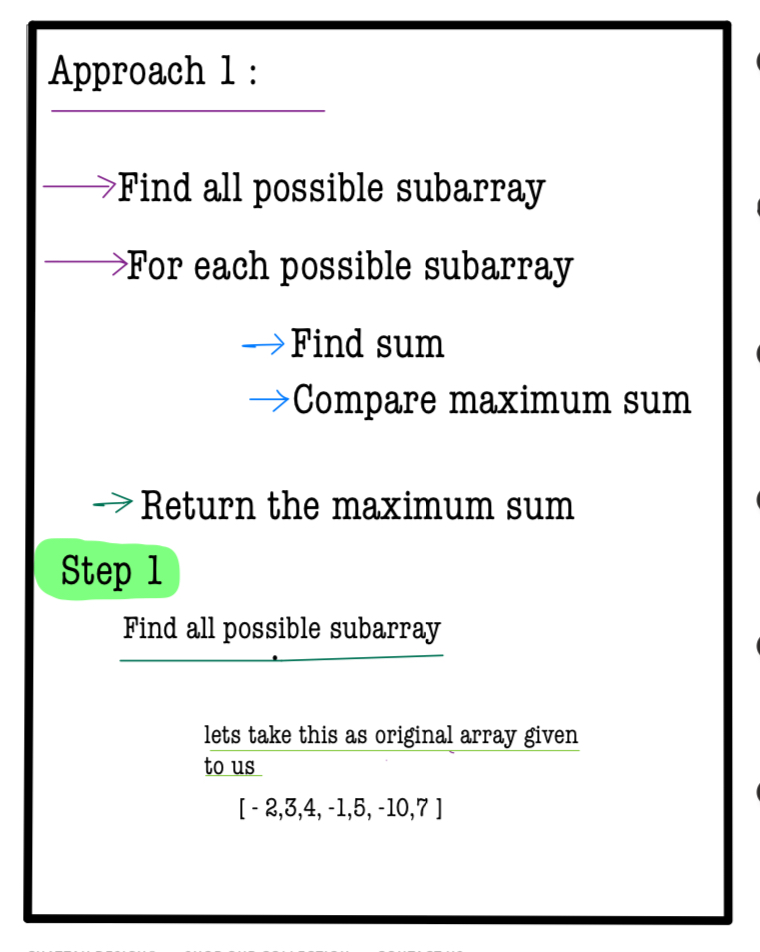 Approach 1 :
Find all possible subarray
For each possible subarray
Find sum
Compare maximum sum
Return the maximum sum
Step 1
Find all possible subarray
lets take this as original array given
to us
[ - 2,3,4, -1,5, -10,7 ]